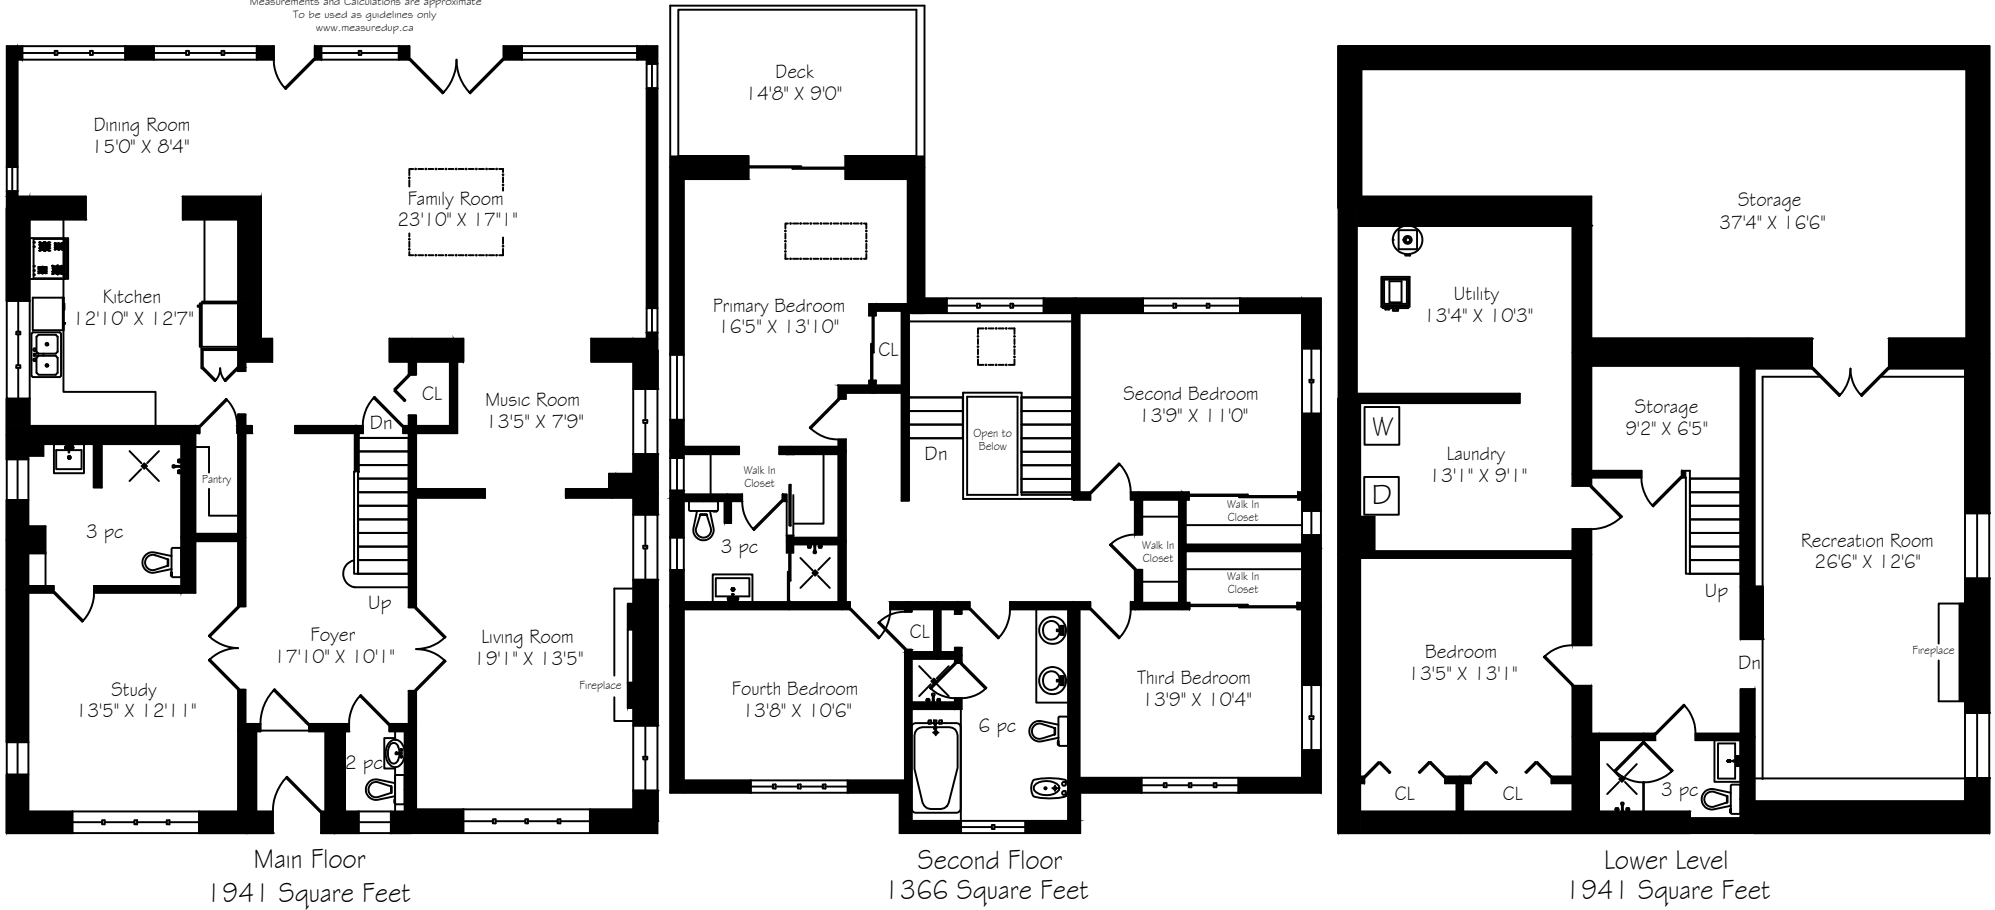 Measurements and Calculations are approximate
To be used as guidelines only
www.measuredup.ca
Dining Room
15'0" X 8'4"
Family Room
23'10" X 17"1'
Kitchen
12'10" X 12'7"
CL
Music Room
13'5" X 7'9"
Dn
Pantry
3 pc
Up
Foyer
17'10" X 10'1"
Living Room
19'1" X 13'5"
Fireplace
Study
13'5" X 12'11"
2 pc
Main Floor
1941 Square Feet
Deck
14'8" X 9'0"
Primary Bedroom
16'5" X 13'10"
CL
Second Bedroom
13'9" X 11'0"
Open to
Below
Dn
Walk In
Closet
Walk In
Closet
3 pc
Walk In
Closet
Walk In
Closet
CL
Fourth Bedroom
13'8" X 10'6"
Third Bedroom
13'9" X 10'4"
6 pc
Second Floor
1366 Square Feet
Storage
37'4" X 16'6"
Utility
13'4" X 10'3"
Storage
9'2" X 6'5"
W
Laundry
13'1" X 9'1"
D
Recreation Room
26'6" X 12'6"
Up
Bedroom
13'5" X 13'1"
Dn
Fireplace
CL
CL
3 pc
Lower Level
1941 Square Feet